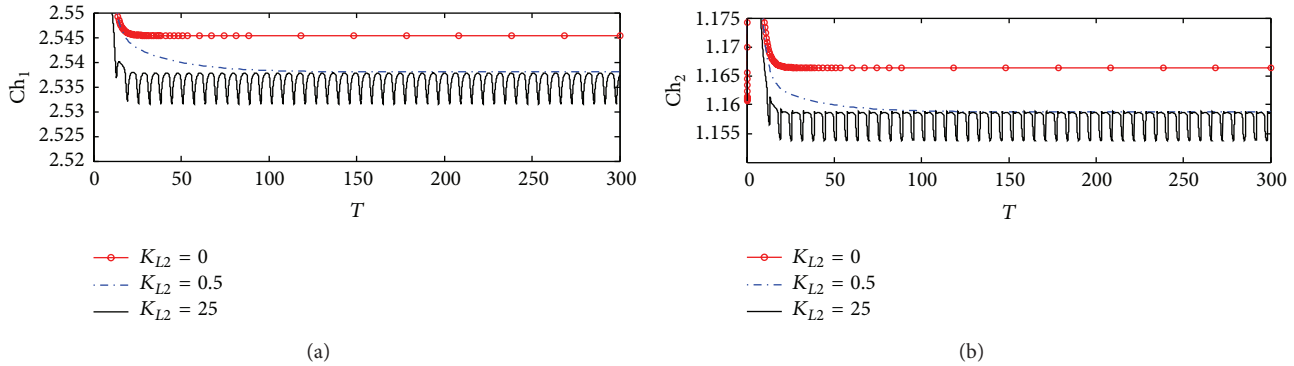 2.55
2.545
2.54
2.535
2.53
2.525
2.52
Ch1
0 50 100 150 200 250 300
T
K_L2 = 0
K_L2 = 0.5
K_L2 = 25
(a)
1.175
1.17
1.165
1.16
1.155
Ch2
0 50 100 150 200 250 300
T
K_L2 = 0
K_L2 = 0.5
K_L2 = 25
(b)